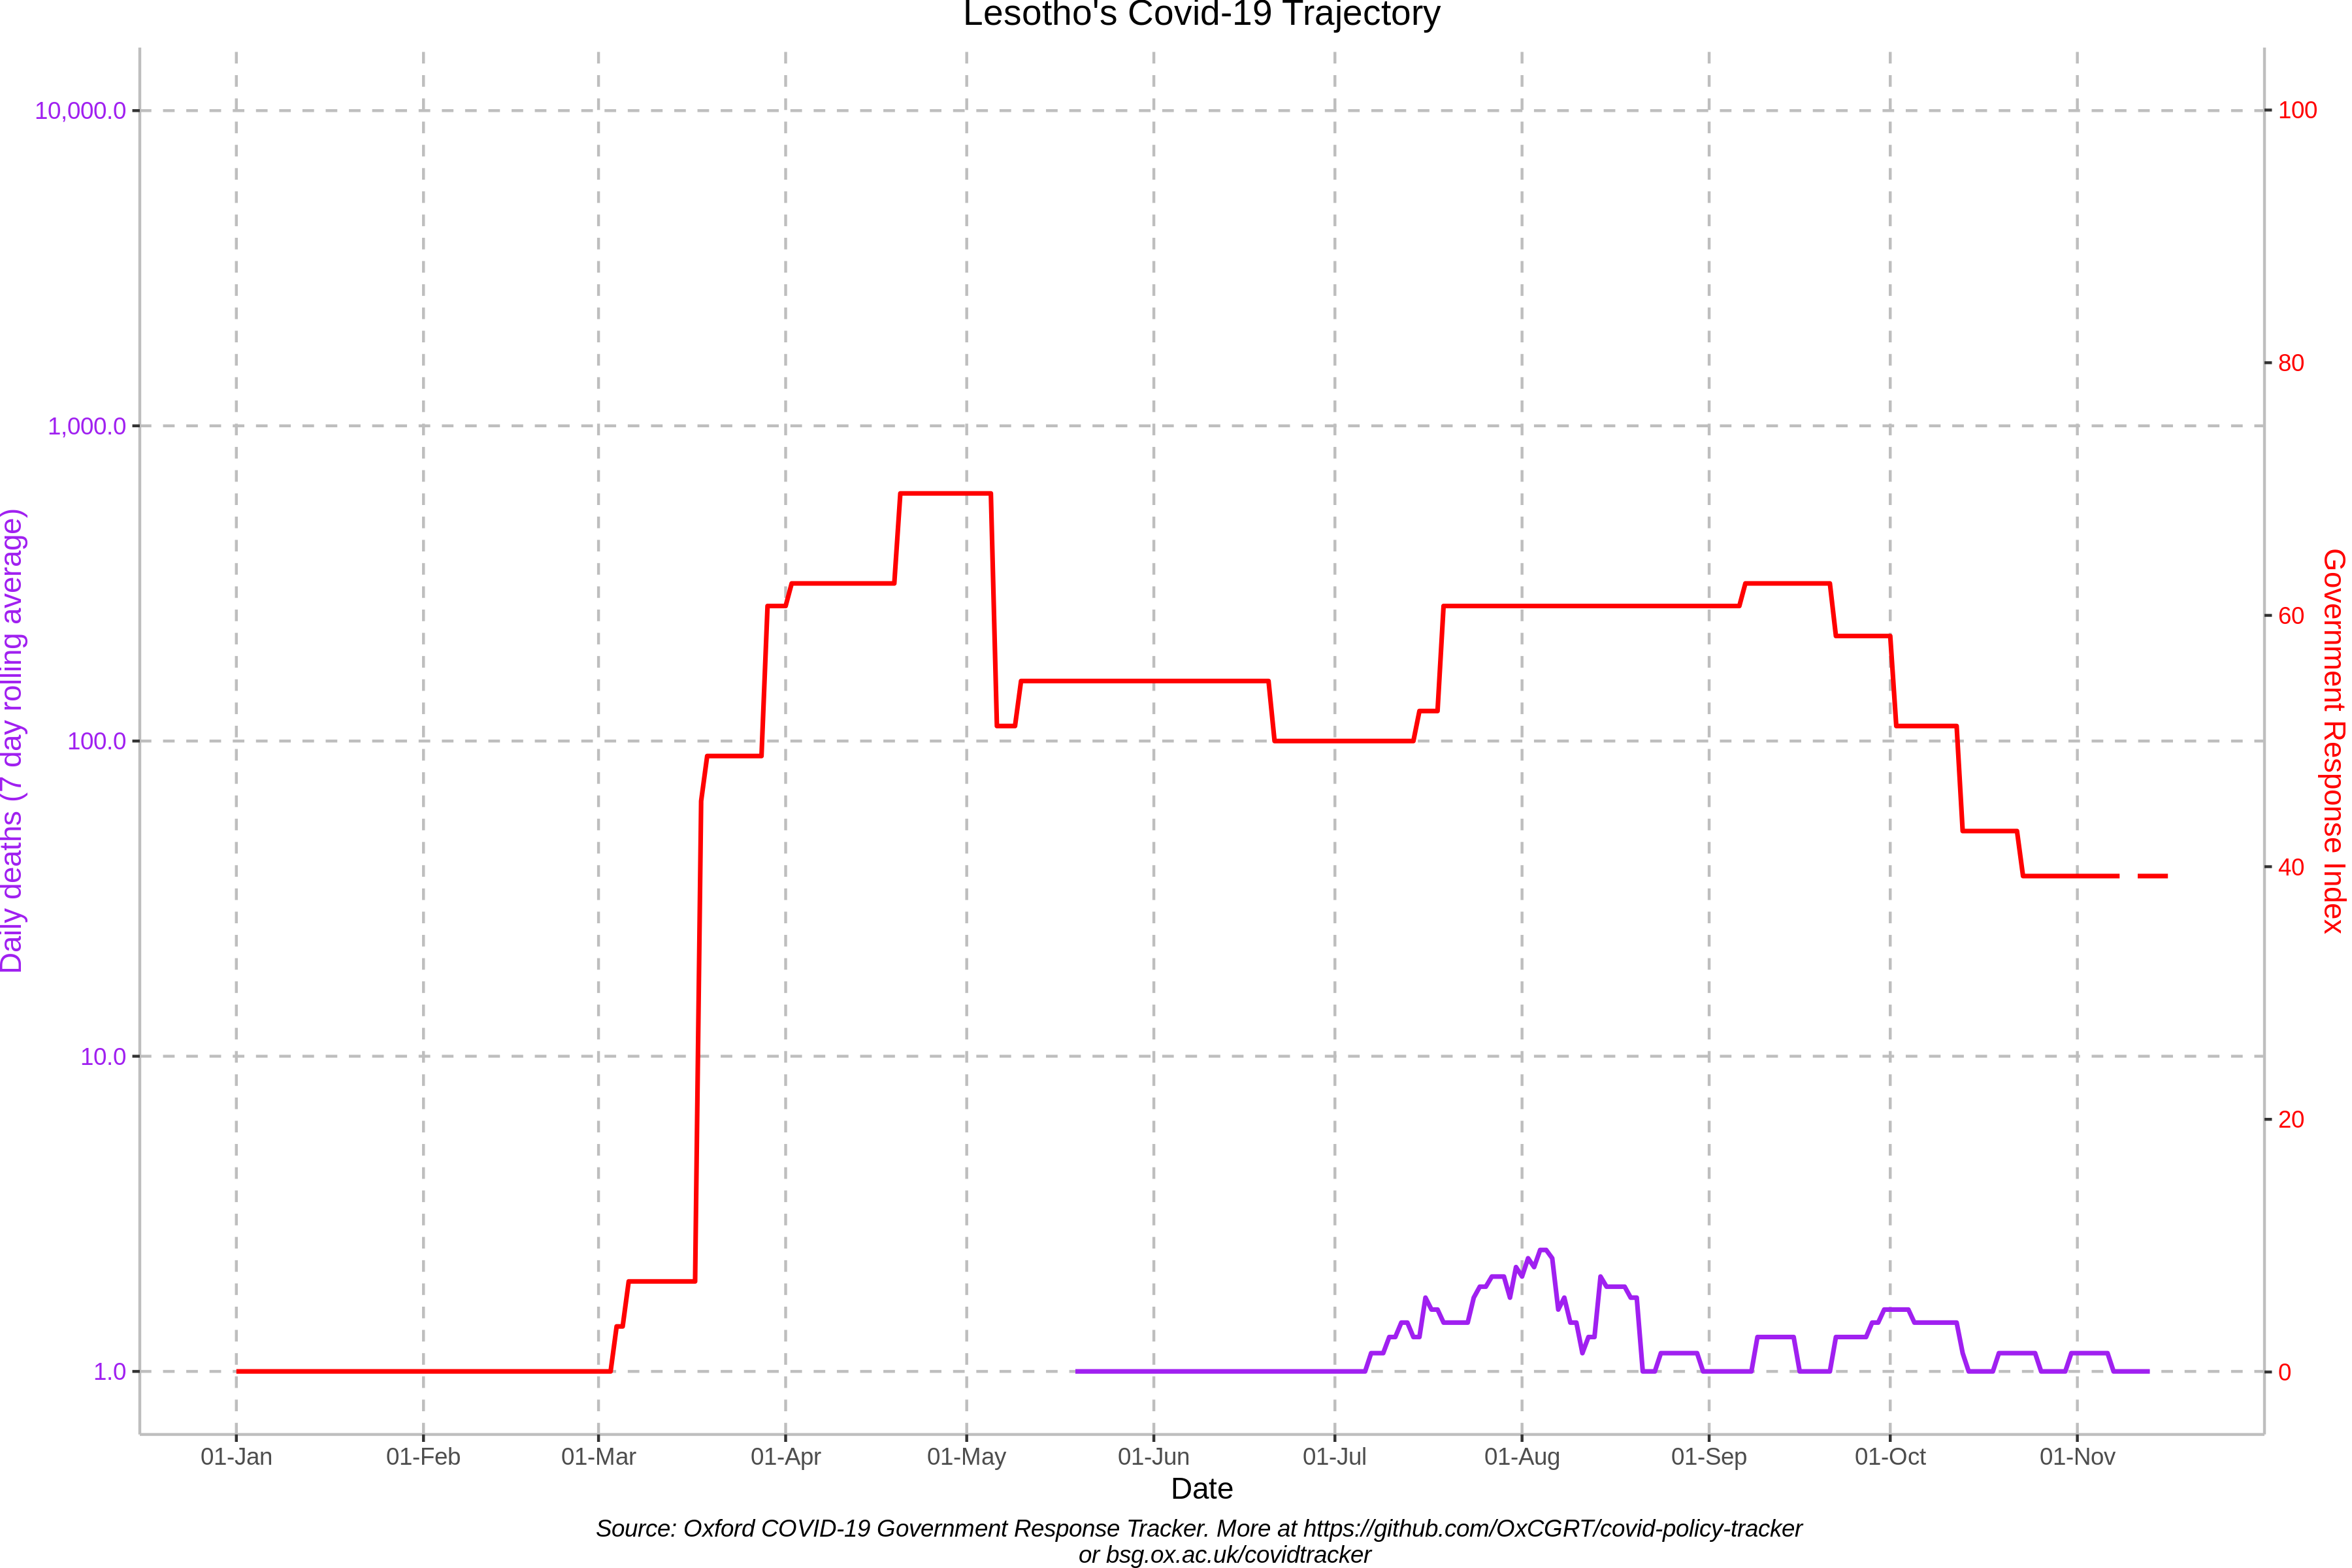 Lesotho's Covid-19 Trajectory
Daily deaths (7 day rolling average)
10,000.0
1,000.0
100.0
10.0
1.0
100
80
60
40
20
0
Government Response Index
01-Jan 01-Feb 01-Mar 01-Apr 01-May 01-Jun 01-Jul 01-Aug 01-Sep 01-Oct 01-Nov
Date
Source: Oxford COVID-19 Government Response Tracker. More at https://github.com/OxCGRT/covid-policy-tracker
or bsg.ox.ac.uk/covidtracker